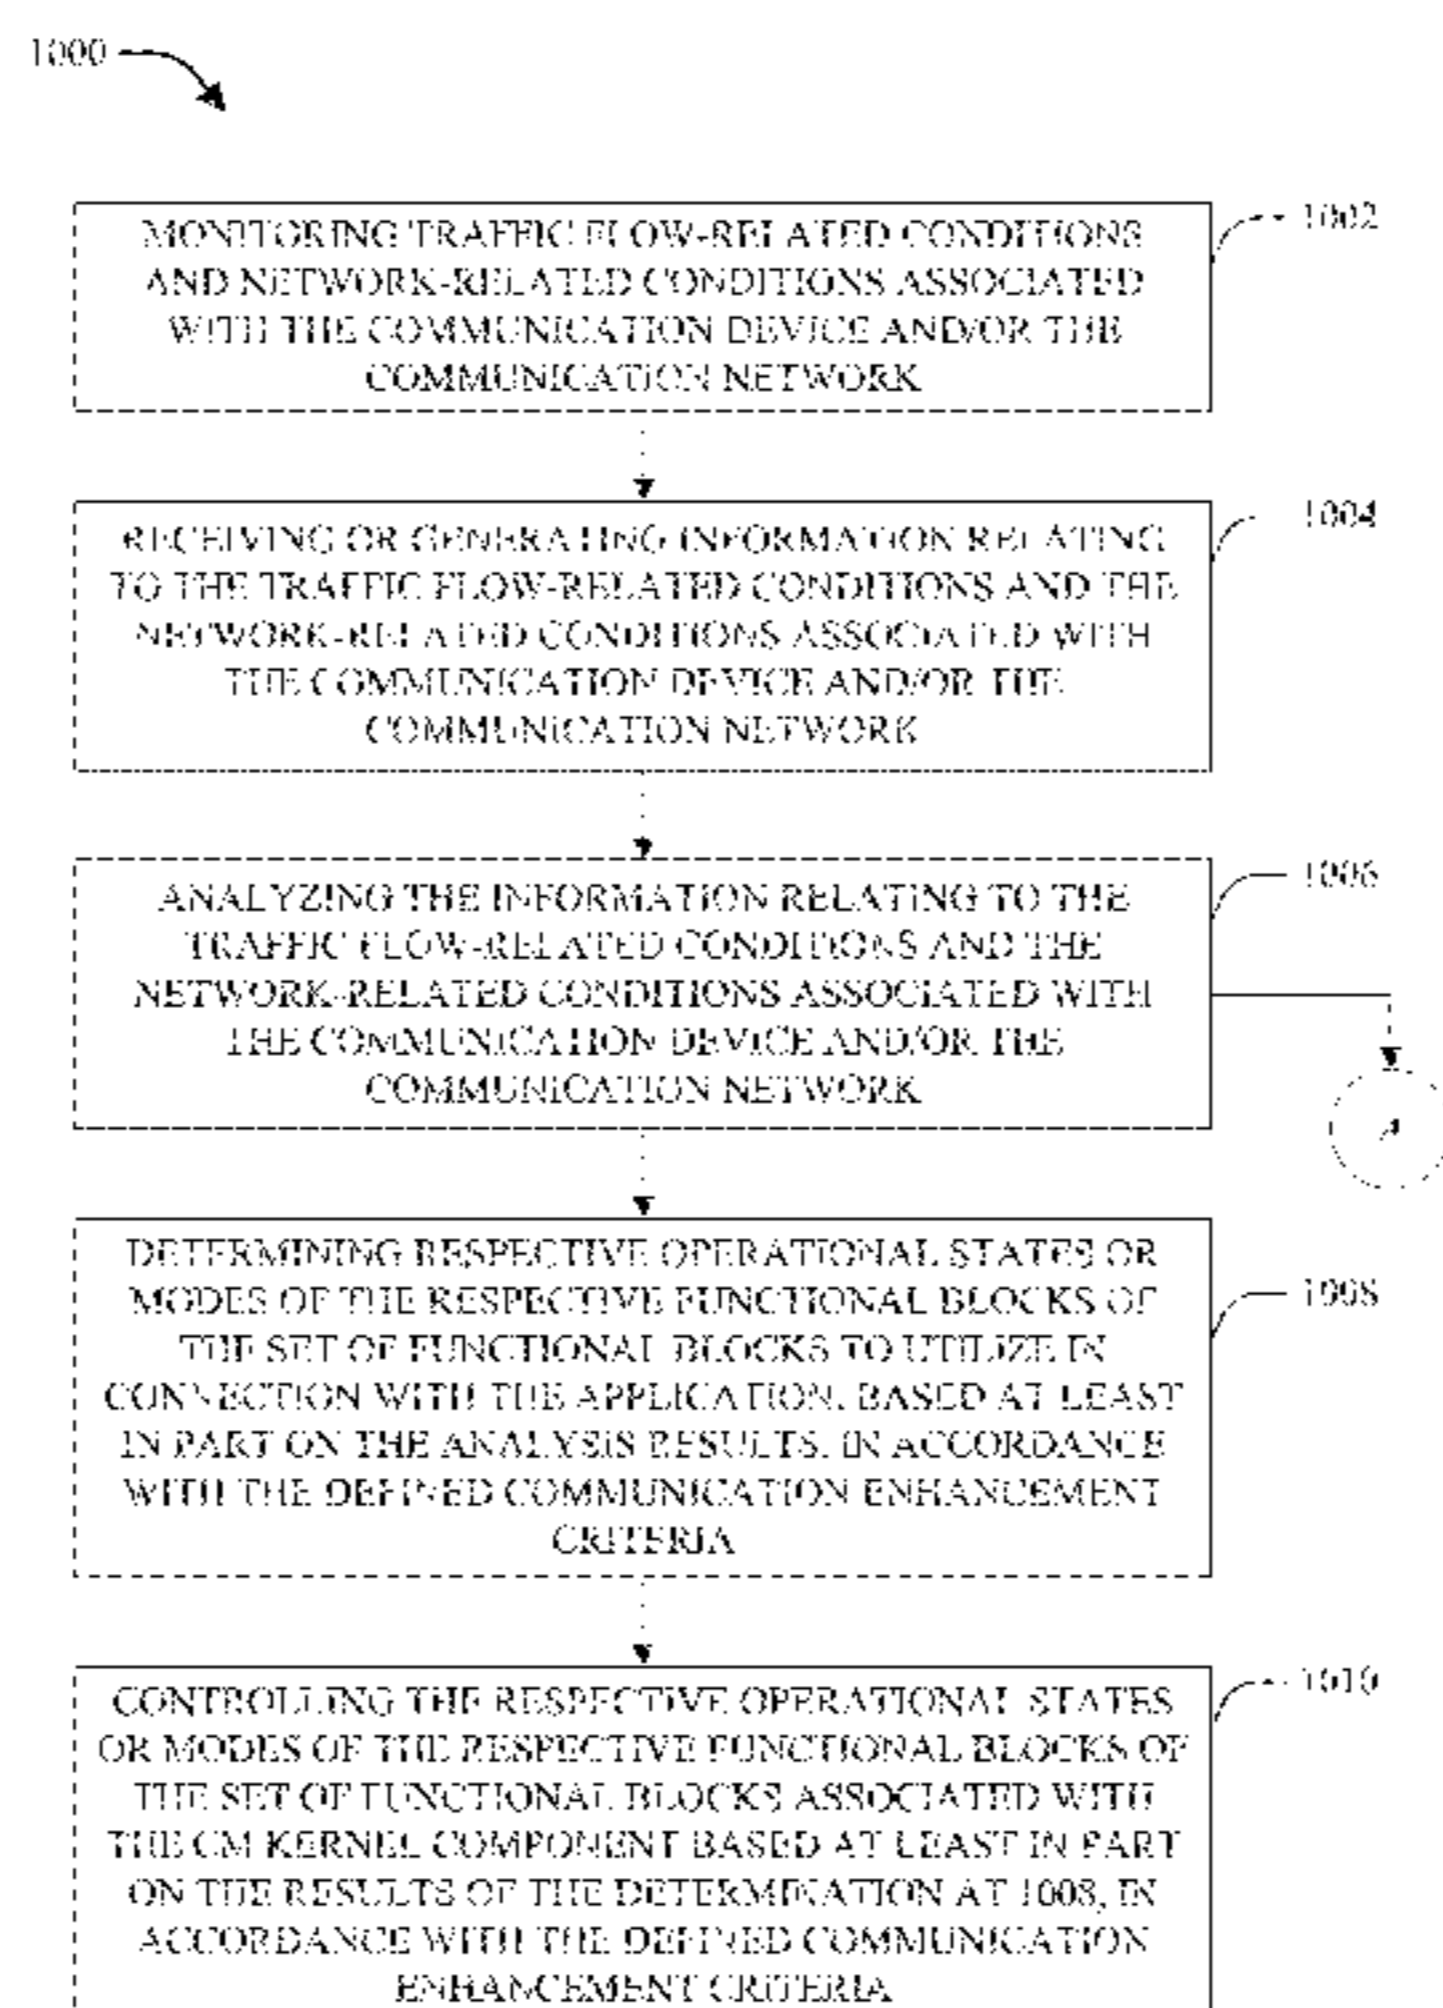 1000
MONITORING TRAFFIC FLOW-RELATED CONDITIONS
AND NETWORK-RELATED CONDITIONS ASSOCIATED
WITH THE COMMUNICATION DEVICE AND/OR THE
COMMUNICATION NETWORK
1002
RECEIVING OR GENERATING INFORMATION RELATING
TO THE TRAFFIC FLOW-RELATED CONDITIONS AND THE
NETWORK-RELATED CONDITIONS ASSOCIATED WITH
THE COMMUNICATION DEVICE AND/OR THE
COMMUNICATION NETWORK
1004
ANALYZING THE INFORMATION RELATING TO THE
TRAFFIC FLOW-RELATED CONDITIONS AND THE
NETWORK-RELATED CONDITIONS ASSOCIATED WITH
THE COMMUNICATION DEVICE AND/OR THE
COMMUNICATION NETWORK
1006
A
DETERMINING RESPECTIVE OPERATIONAL STATES OR
MODES OF THE RESPECTIVE FUNCTIONAL BLOCKS OF
THE SET OF FUNCTIONAL BLOCKS TO UTILIZE IN
CONNECTION WITH THE APPLICATION, BASED AT LEAST
IN PART ON THE ANALYSIS RESULTS, IN ACCORDANCE
WITH THE DEFINED COMMUNICATION ENHANCEMENT
CRITERIA
1008
CONTROLLING THE RESPECTIVE OPERATIONAL STATES
OR MODES OF THE RESPECTIVE FUNCTIONAL BLOCKS OF
THE SET OF FUNCTIONAL BLOCKS ASSOCIATED WITH
THE CM KERNEL COMPONENT BASED AT LEAST IN PART
ON THE RESULTS OF THE DETERMINATION AT 1008, IN
ACCORDANCE WITH THE DEFINED COMMUNICATION
ENHANCEMENT CRITERIA
1010